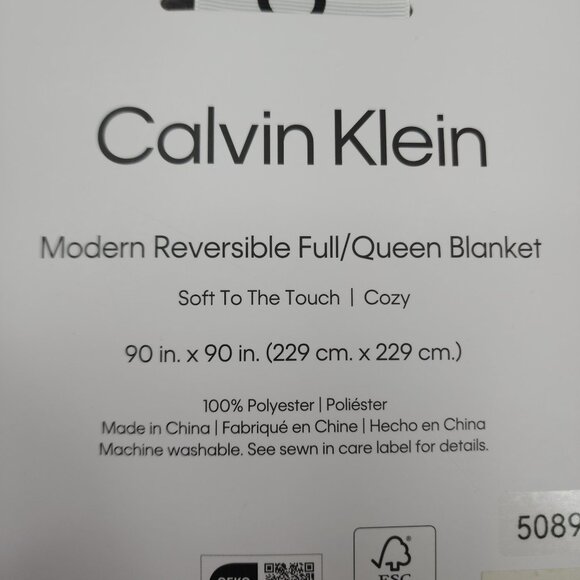 Calvin Klein
Modern Reversible Full/Queen Blanket
Soft To The Touch | Cozy
90 in. x 90 in. (229 cm. x 229 cm.)
100% Polyester | Poliéster
Made in China | Fabriqué en Chine | Hecho en China
Machine washable. See sewn in care label for details.
5089